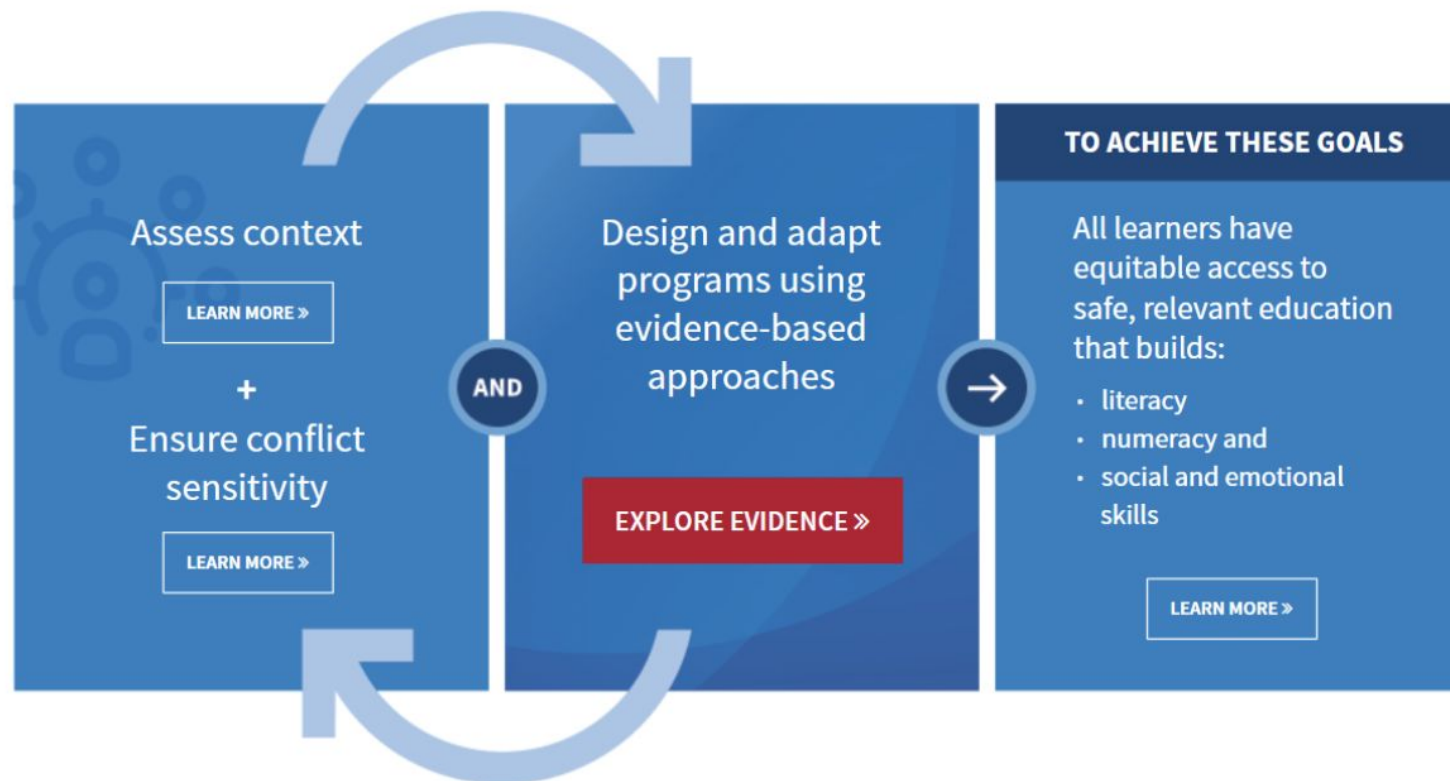 Assess context
LEARN MORE »
+
Ensure conflict
sensitivity
LEARN MORE »
AND
Design and adapt
programs using
evidence-based
approaches
EXPLORE EVIDENCE »
→
TO ACHIEVE THESE GOALS
All learners have
equitable access to
safe, relevant education
that builds:
· literacy
· numeracy and
· social and emotional
skills
LEARN MORE »